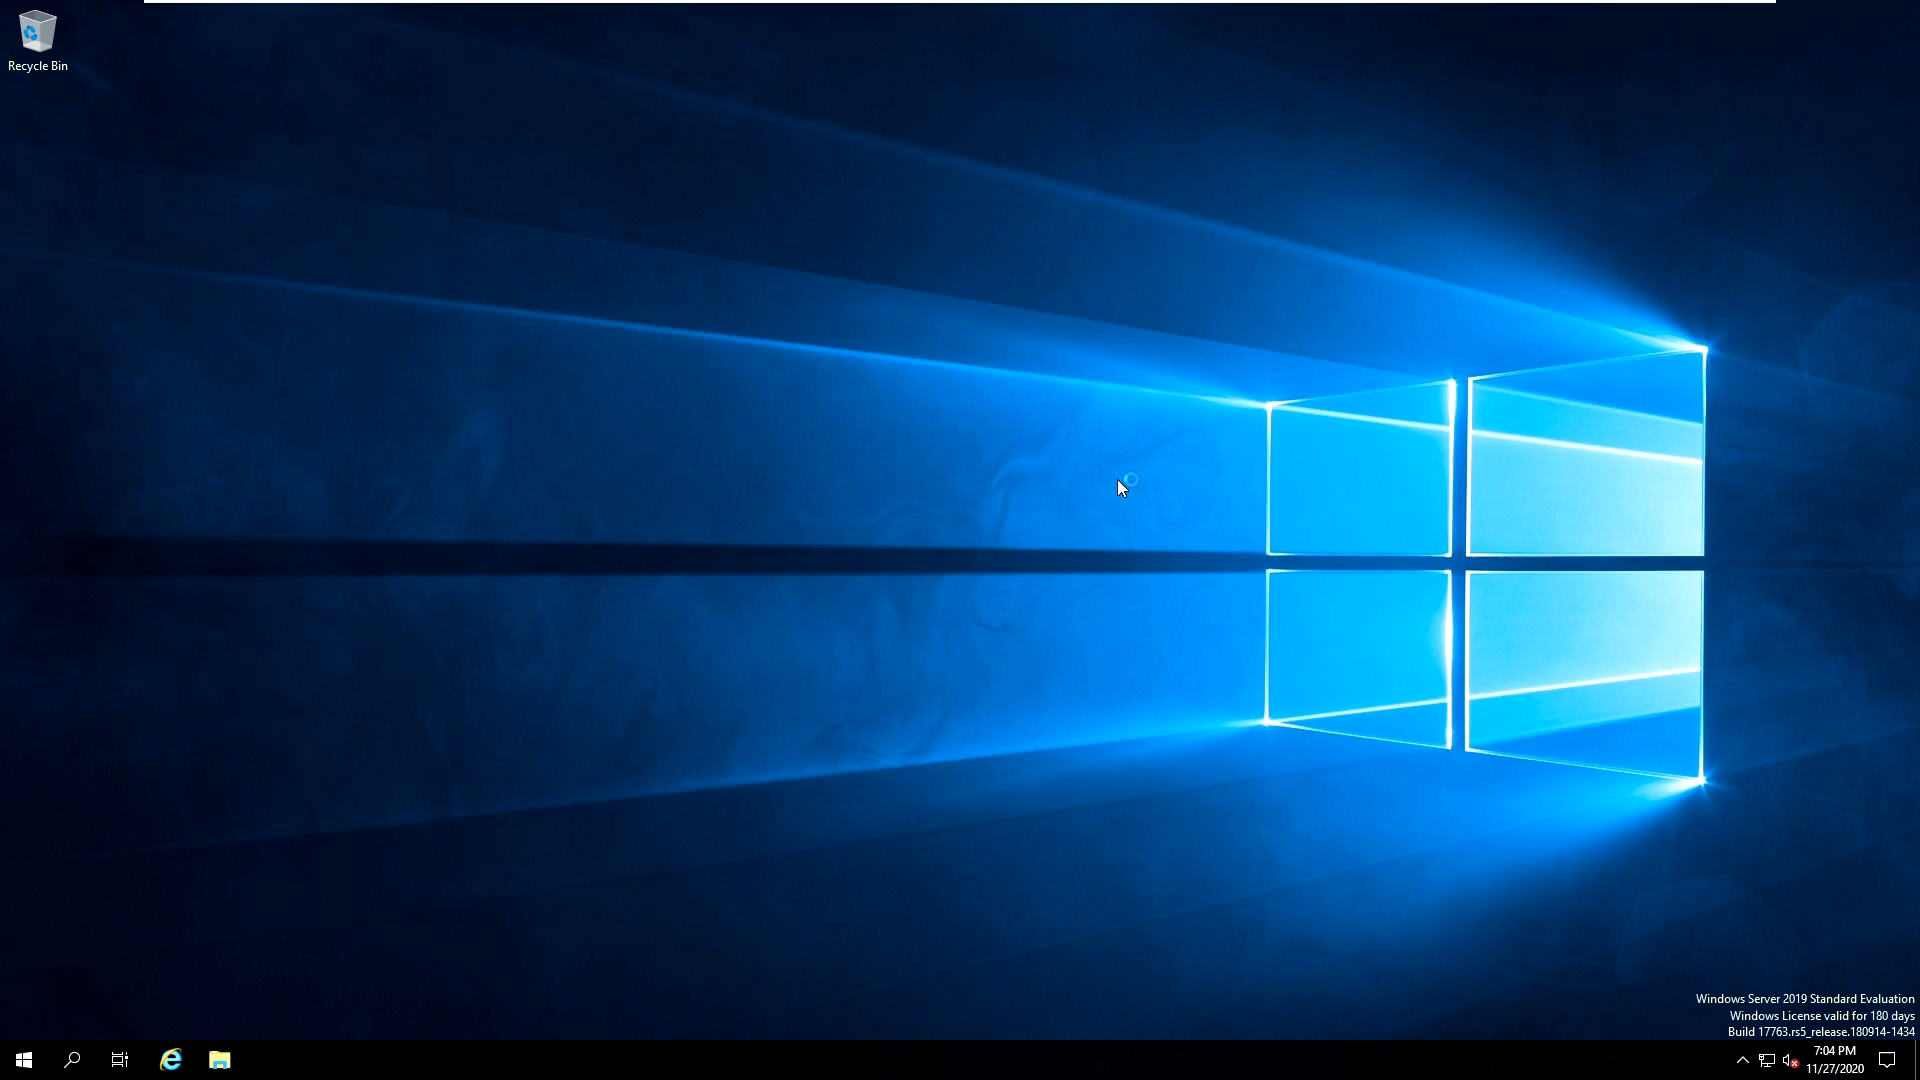 Recycle Bin
Windows Server 2019 Standard Evaluation
Windows License valid for 180 days
Build 17763.rs5_release.180914-1434
7:04 PM
11/27/2020